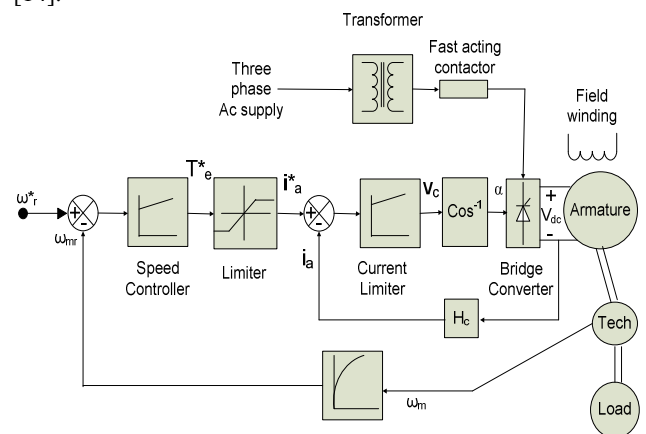 Transformer
Fast acting
contactor
Three
phase
Ac supply
Field
winding
ω*r
T*e
i*a
Vc
Cos-1
α
+
Vdc
-
Armature
ωmr
ia
Speed
Controller
Limiter
Current
Limiter
Bridge
Converter
Hc
Tech
ωm
Load